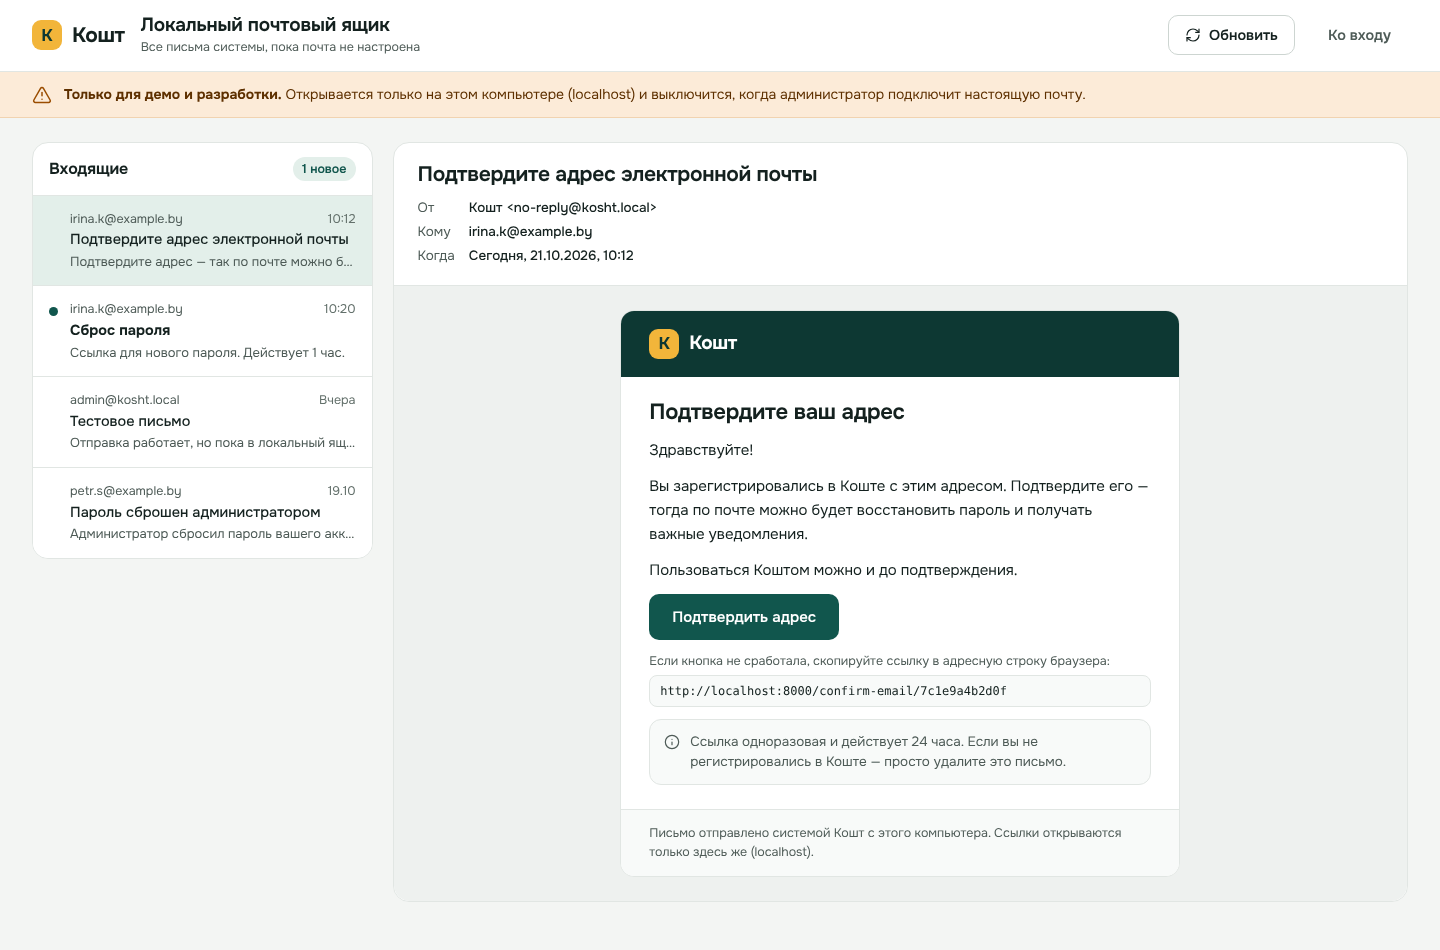 К Кошт
Локальный почтовый ящик
Все письма системы, пока почта не настроена
Обновить
Ко входу
Только для демо и разработки. Открывается только на этом компьютере (localhost) и выключится, когда администратор подключит настоящую почту.
Входящие
1 новое
irina.k@example.by 10:12
Подтвердите адрес электронной почты
Подтвердите адрес — так по почте можно б...
irina.k@example.by 10:20
Сброс пароля
Ссылка для нового пароля. Действует 1 час.
admin@kosht.local Вчера
Тестовое письмо
Отправка работает, но пока в локальный ящ...
petr.s@example.by 19.10
Пароль сброшен администратором
Администратор сбросил пароль вашего акк...
Подтвердите адрес электронной почты
От Кошт <no-reply@kosht.local>
Кому irina.k@example.by
Когда Сегодня, 21.10.2026, 10:12
К Кошт
Подтвердите ваш адрес
Здравствуйте!
Вы зарегистрировались в Коште с этим адресом. Подтвердите его —
тогда по почте можно будет восстановить пароль и получать
важные уведомления.
Пользоваться Коштом можно и до подтверждения.
Подтвердить адрес
Если кнопка не сработала, скопируйте ссылку в адресную строку браузера:
http://localhost:8000/confirm-email/7c1e9a4b2d0f
Ссылка одноразовая и действует 24 часа. Если вы не
регистрировались в Коште — просто удалите это письмо.
Письмо отправлено системой Кошт с этого компьютера. Ссылки открываются
только здесь же (localhost).